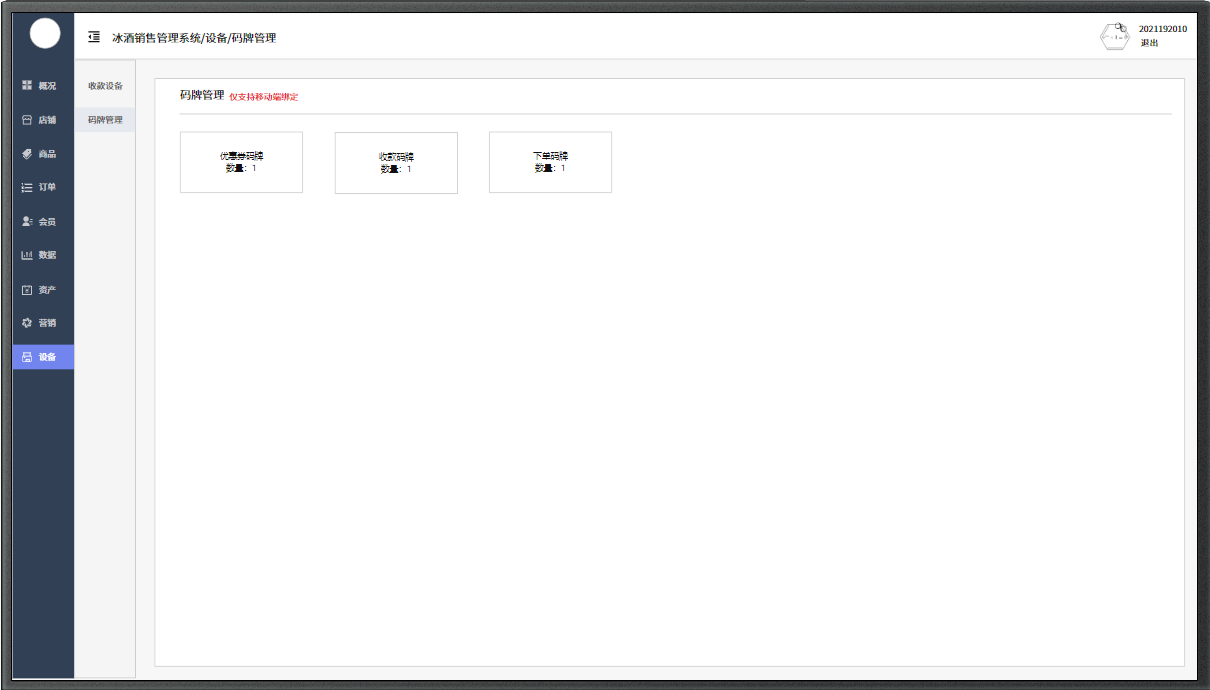 冰酒销售管理系统/设备/码牌管理
2021192010
退出
概况
店铺
商品
订单
会员
数据
资产
营销
设备
收款设备
码牌管理
码牌管理 仅支持移动端绑定
优惠券码牌
数量：1
收款码牌
数量：1
下单码牌
数量：1